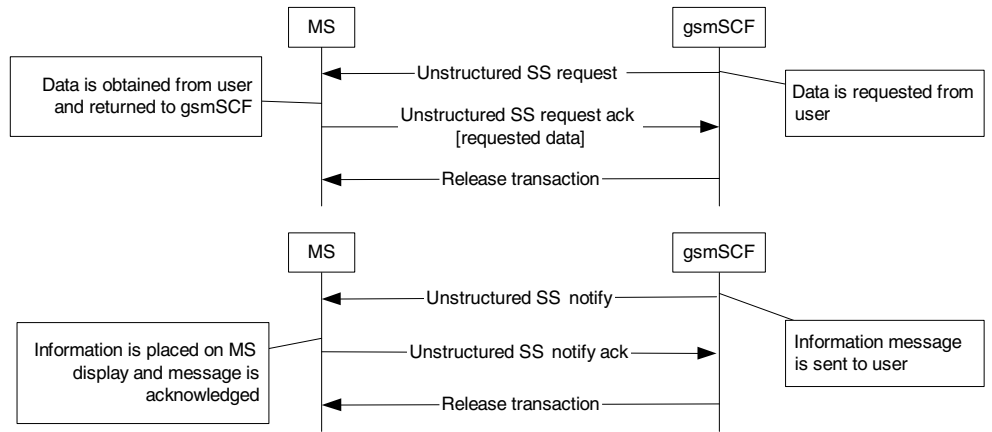 MS
gsmSCF
Unstructured SS request
Data is obtained from user
and returned to gsmSCF
Data is requested from
user
Unstructured SS request ack
[requested data]
Release transaction
MS
gsmSCF
Unstructured SS notify
Information is placed on MS
display and message is
acknowledged
Information message
is sent to user
Unstructured SS notify ack
Release transaction